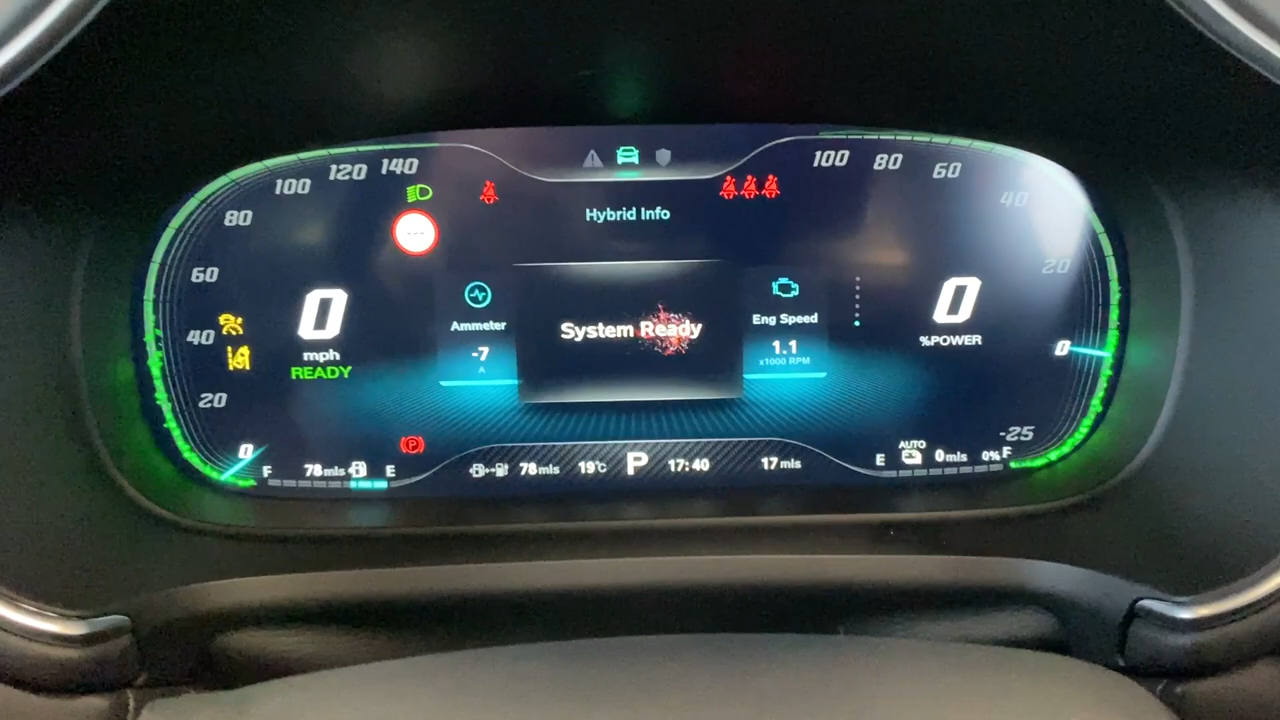 140
120
100
80
60
40
20
0
0
mph
READY
---
Hybrid Info
Ammeter
-7
A
System Ready
Eng Speed
1.1
x1000 RPM
100
80
60
40
20
0
-25
0
%POWER
F 78mls E
78mls 19°C P 17:40 17mls
AUTO
E 0mls 0% F
P